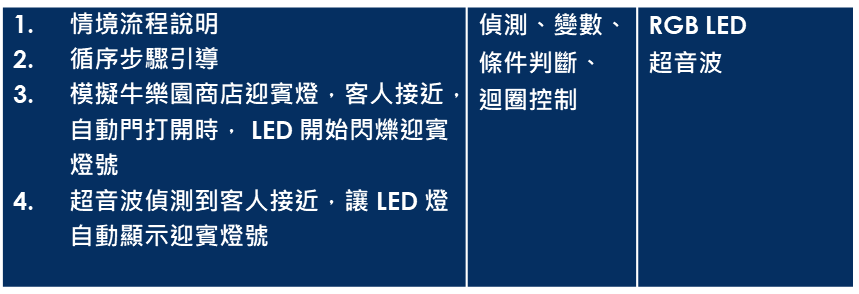 1. 情境流程說明
2. 循序步驟引導
3. 模擬牛樂園商店迎賓燈，客人接近，
自動門打開時， LED 開始閃爍迎賓
燈號
4. 超音波偵測到客人接近，讓 LED 燈
自動顯示迎賓燈號
偵測、變數、
條件判斷、
迴圈控制
RGB LED
超音波